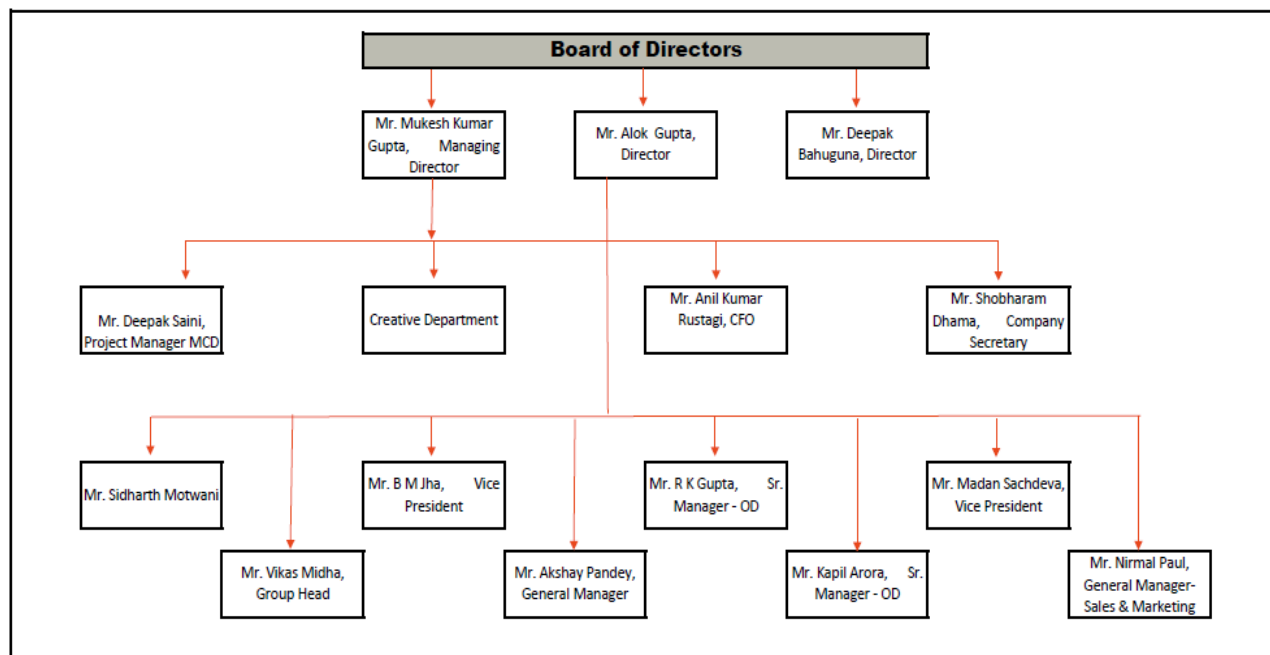 Board of Directors
Mr. Mukesh Kumar
Gupta, Managing
Director
Mr. Alok Gupta,
Director
Mr. Deepak
Bahuguna, Director
Mr. Deepak Saini,
Project Manager MCD
Creative Department
Mr. Anil Kumar
Rustagi, CFO
Mr. Shobharam
Dhama, Company
Secretary
Mr. Sidharth Motwani
Mr. B M Jha, Vice
President
Mr. R K Gupta, Sr.
Manager - OD
Mr. Madan Sachdeva,
Vice President
Mr. Vikas Midha,
Group Head
Mr. Akshay Pandey,
General Manager
Mr. Kapil Arora, Sr.
Manager - OD
Mr. Nirmal Paul,
General Manager-
Sales & Marketing